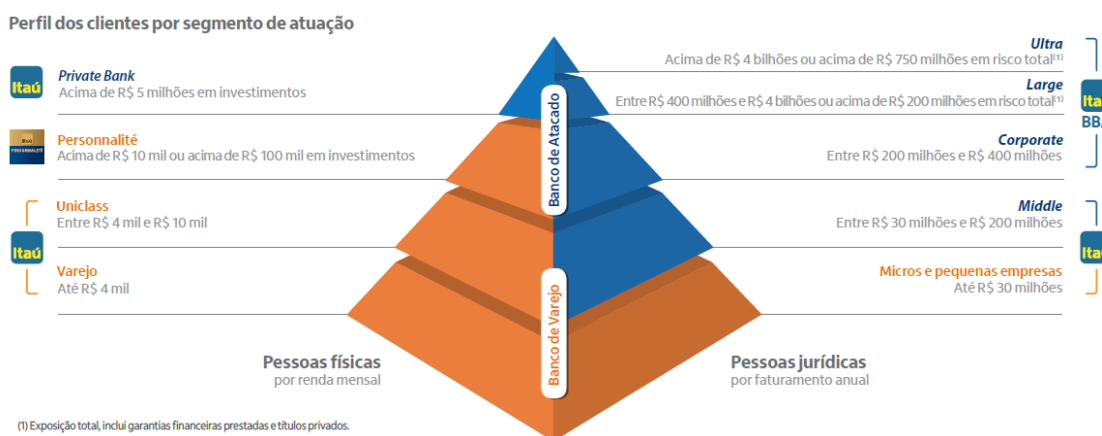 Perfil dos clientes por segmento de atuação
Itaú
Private Bank
Acima de R$ 5 milhões em investimentos
Personnalité
Acima de R$ 10 mil ou acima de R$ 100 mil em investimentos
Uniclass
Entre R$ 4 mil e R$ 10 mil
Itaú
Varejo
Até R$ 4 mil
Banco de Atacado
Banco de Varejo
Ultra
Acima de R$ 4 bilhões ou acima de R$ 750 milhões em risco total(1)
Large
Entre R$ 400 milhões e R$ 4 bilhões ou acima de R$ 200 milhões em risco total(1)
Itaú
BBA
Corporate
Entre R$ 200 milhões e R$ 400 milhões
Middle
Entre R$ 30 milhões e R$ 200 milhões
Itaú
Micros e pequenas empresas
Até R$ 30 milhões
Pessoas físicas
por renda mensal
Pessoas jurídicas
por faturamento anual
(1) Exposição total, inclui garantias financeiras prestadas e títulos privados.